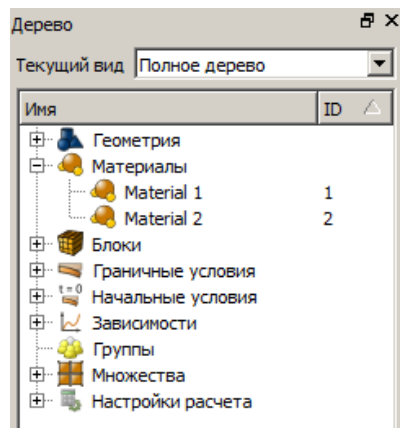 Дерево
Текущий вид Полное дерево
Имя ID
Геометрия
Материалы
Material 1 1
Material 2 2
Блоки
Граничные условия
t=0 Начальные условия
Зависимости
Группы
Множества
Настройки расчета